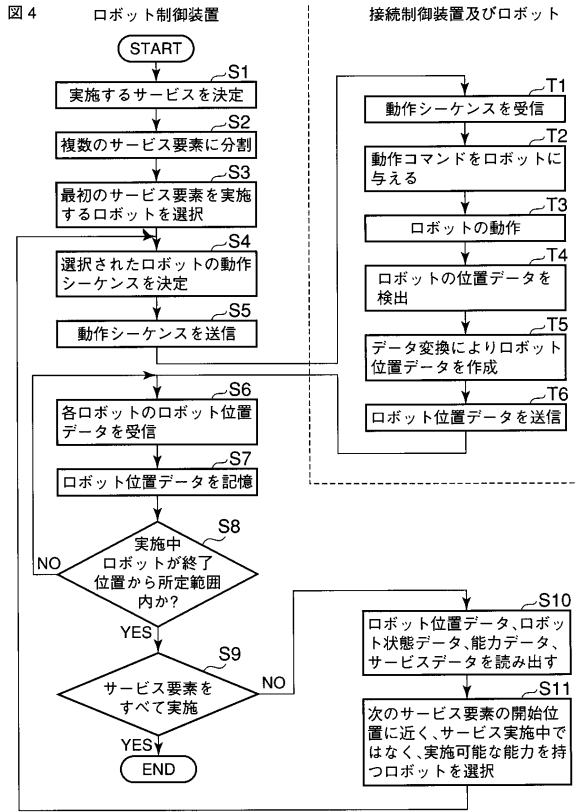 図4
ロボット制御装置
接続制御装置及びロボット
START
S1
実施するサービスを決定
S2
複数のサービス要素に分割
S3
最初のサービス要素を実施
するロボットを選択
S4
選択されたロボットの動作
シーケンスを決定
S5
動作シーケンスを送信
T1
動作シーケンスを受信
T2
動作コマンドをロボットに
与える
T3
ロボットの動作
T4
ロボットの位置データを
検出
T5
データ変換によりロボット
位置データを作成
T6
ロボット位置データを送信
S6
各ロボットのロボット位置
データを受信
S7
ロボット位置データを記憶
S8
実施中
ロボットが終了
位置から所定範囲
内か?
NO
YES
S9
サービス要素を
すべて実施
NO
YES
END
S10
ロボット位置データ、ロボッ
ト状態データ、能力データ、
サービスデータを読み出す
S11
次のサービス要素の開始位
置に近く、サービス実施中で
はなく、実施可能な能力を持
つロボットを選択